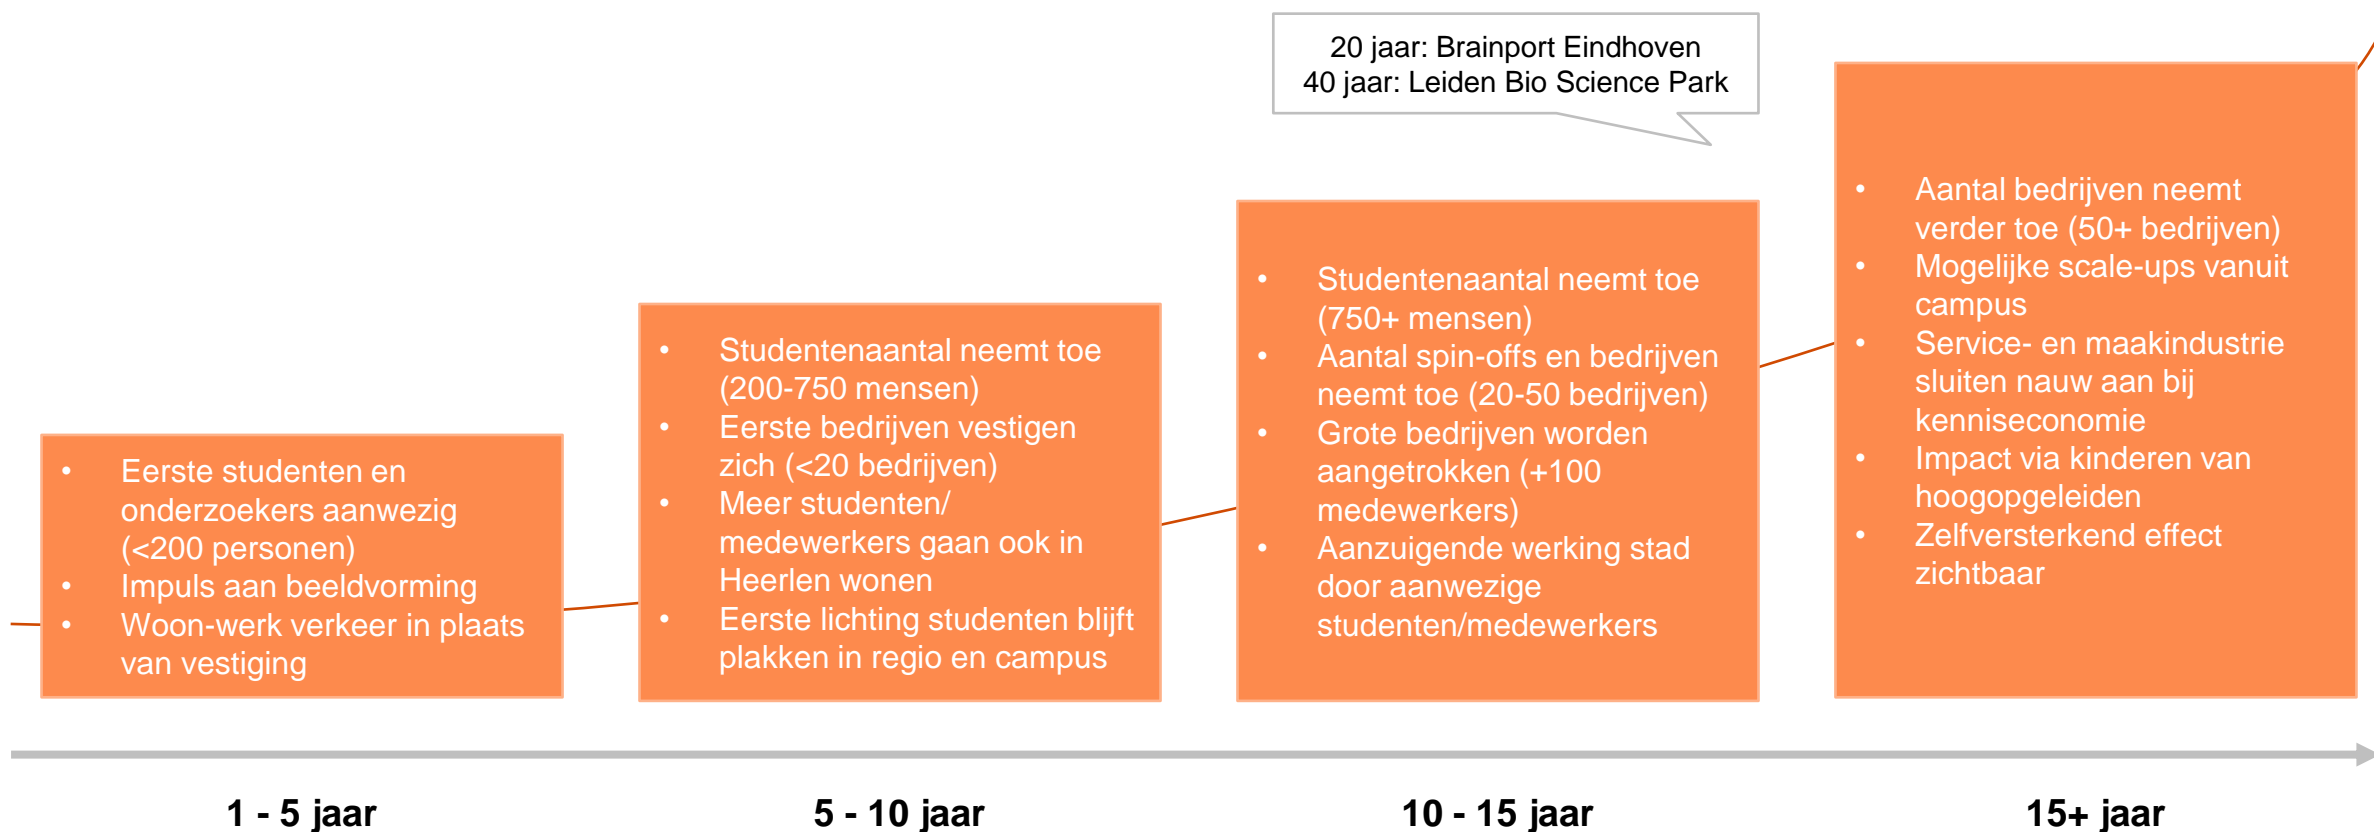 20 jaar: Brainport Eindhoven
40 jaar: Leiden Bio Science Park
• Eerste studenten en
onderzoekers aanwezig
(<200 personen)
• Impuls aan beeldvorming
• Woon-werk verkeer in plaats
van vestiging
• Studentenaantal neemt toe
(200-750 mensen)
• Eerste bedrijven vestigen
zich (<20 bedrijven)
• Meer studenten/
medewerkers gaan ook in
Heerlen wonen
• Eerste lichting studenten blijft
plakken in regio en campus
• Studentenaantal neemt toe
(750+ mensen)
• Aantal spin-offs en bedrijven
neemt toe (20-50 bedrijven)
• Grote bedrijven worden
aangetrokken (+100
medewerkers)
• Aanzuigende werking stad
door aanwezige
studenten/medewerkers
• Aantal bedrijven neemt
verder toe (50+ bedrijven)
• Mogelijke scale-ups vanuit
campus
• Service- en maakindustrie
sluiten nauw aan bij
kenniseconomie
• Impact via kinderen van
hoogopgeleiden
• Zelfversterkend effect
zichtbaar
1 - 5 jaar
5 - 10 jaar
10 - 15 jaar
15+ jaar